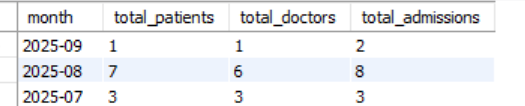 month total_patients total_doctors total_admissions
2025-09 1 1 2
2025-08 7 6 8
2025-07 3 3 3